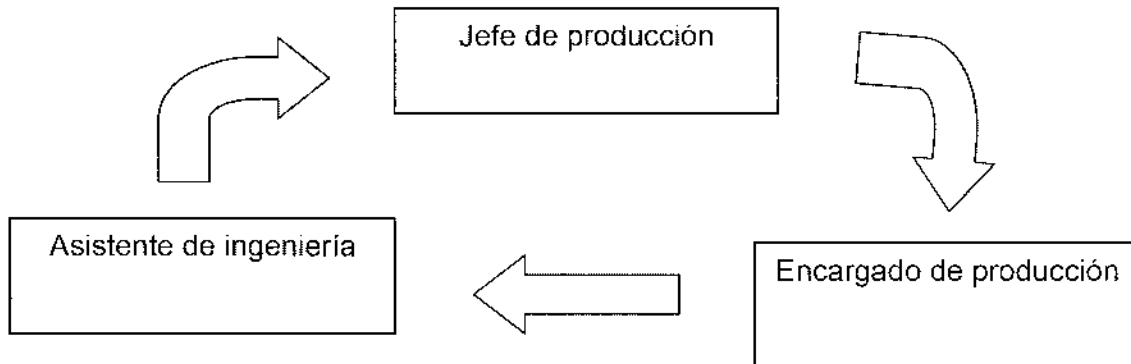 Jefe de producción
Asistente de ingeniería
Encargado de producción